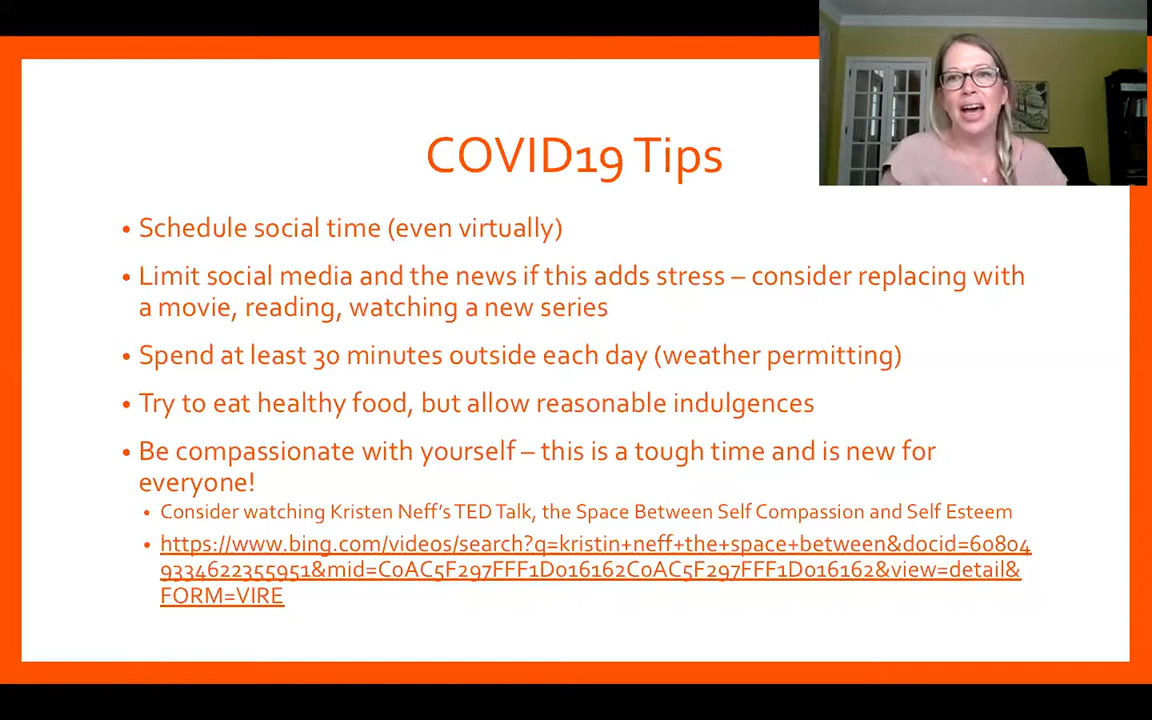 COVID19 Tips
• Schedule social time (even virtually)
• Limit social media and the news if this adds stress – consider replacing with
a movie, reading, watching a new series
• Spend at least 30 minutes outside each day (weather permitting)
• Try to eat healthy food, but allow reasonable indulgences
• Be compassionate with yourself – this is a tough time and is new for
everyone!
• Consider watching Kristen Neff's TED Talk, the Space Between Self Compassion and Self Esteem
• https://www.bing.com/videos/search?q=kristin+neff+the+space+between&docid=60804
9334622355951&mid=C0AC5F297FFF1D016162C0AC5F297FFF1D016162&view=detail&
FORM=VIRE